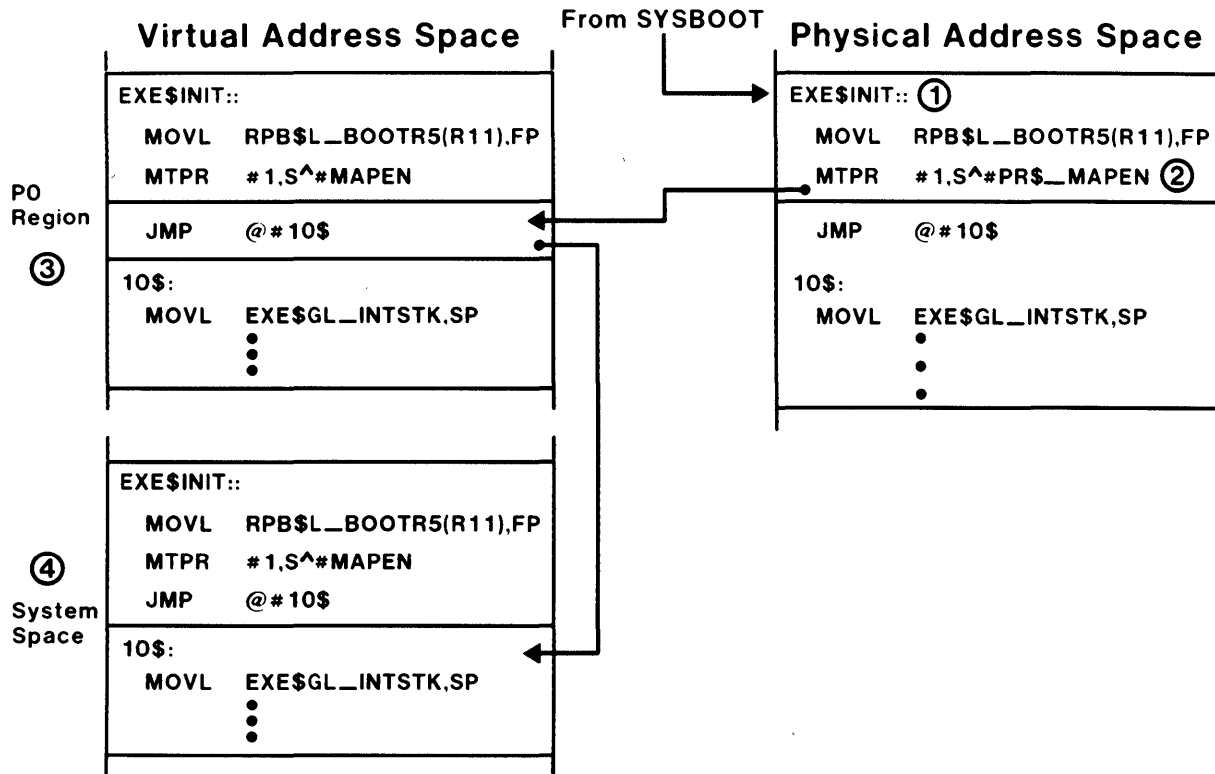 From SYSBOOT
Virtual Address Space
Physical Address Space
P0
Region
③
EXE$INIT::
MOVL RPB$L_BOOTR5(R11),FP
MTPR #1,S^#MAPEN
JMP @#10$
10$:
MOVL EXE$GL_INTSTK,SP
EXE$INIT:: ①
MOVL RPB$L_BOOTR5(R11),FP
MTPR #1,S^#PR$_MAPEN ②
JMP @#10$
10$:
MOVL EXE$GL_INTSTK,SP
④
System
Space
EXE$INIT::
MOVL RPB$L_BOOTR5(R11),FP
MTPR #1,S^#MAPEN
JMP @#10$
10$:
MOVL EXE$GL_INTSTK,SP